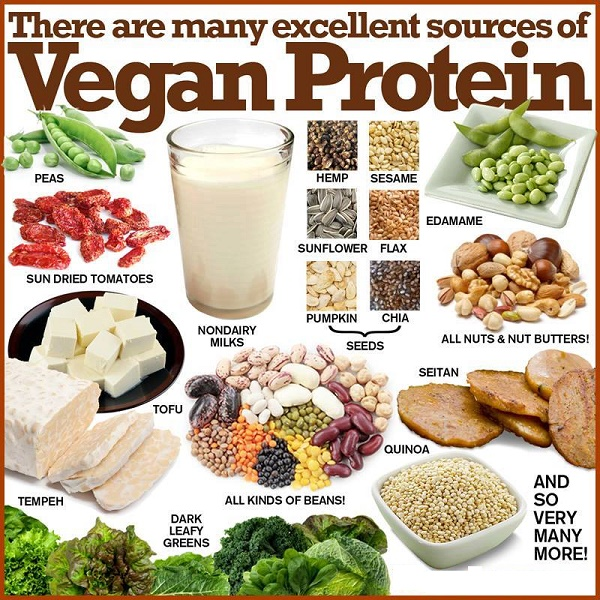 There are many excellent sources of
Vegan Protein
PEAS
HEMP
SESAME
EDAMAME
SUN DRIED TOMATOES
SUNFLOWER
FLAX
NONDAIRY
MILKS
PUMPKIN
CHIA
SEEDS
ALL NUTS & NUT BUTTERS!
TOFU
SEITAN
TEMPEH
ALL KINDS OF BEANS!
QUINOA
DARK
LEAFY
GREENS
AND
SO
VERY
MANY
MORE!